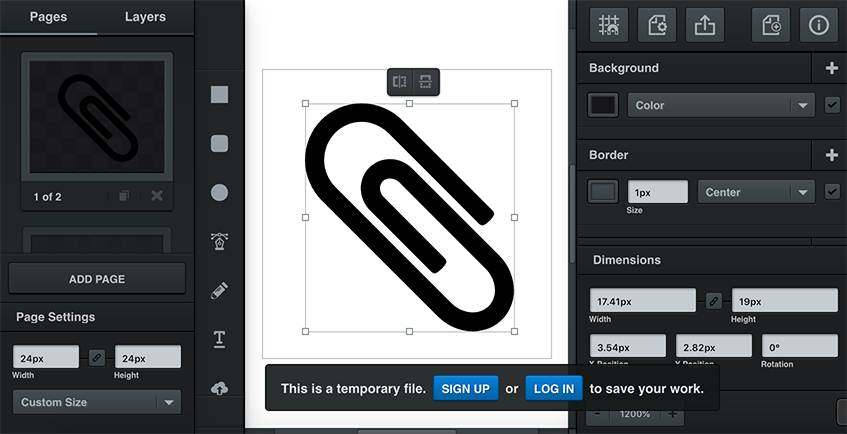 Pages
Layers
1 of 2
ADD PAGE
Page Settings
24px
24px
Width
Height
Custom Size
This is a temporary file. SIGN UP or LOG IN to save your work.
Background
Color
Border
1px
Center
Size
Dimensions
17.41px
19px
Width
Height
3.54px
2.82px
0°
X Position
Y Position
Rotation
1200%